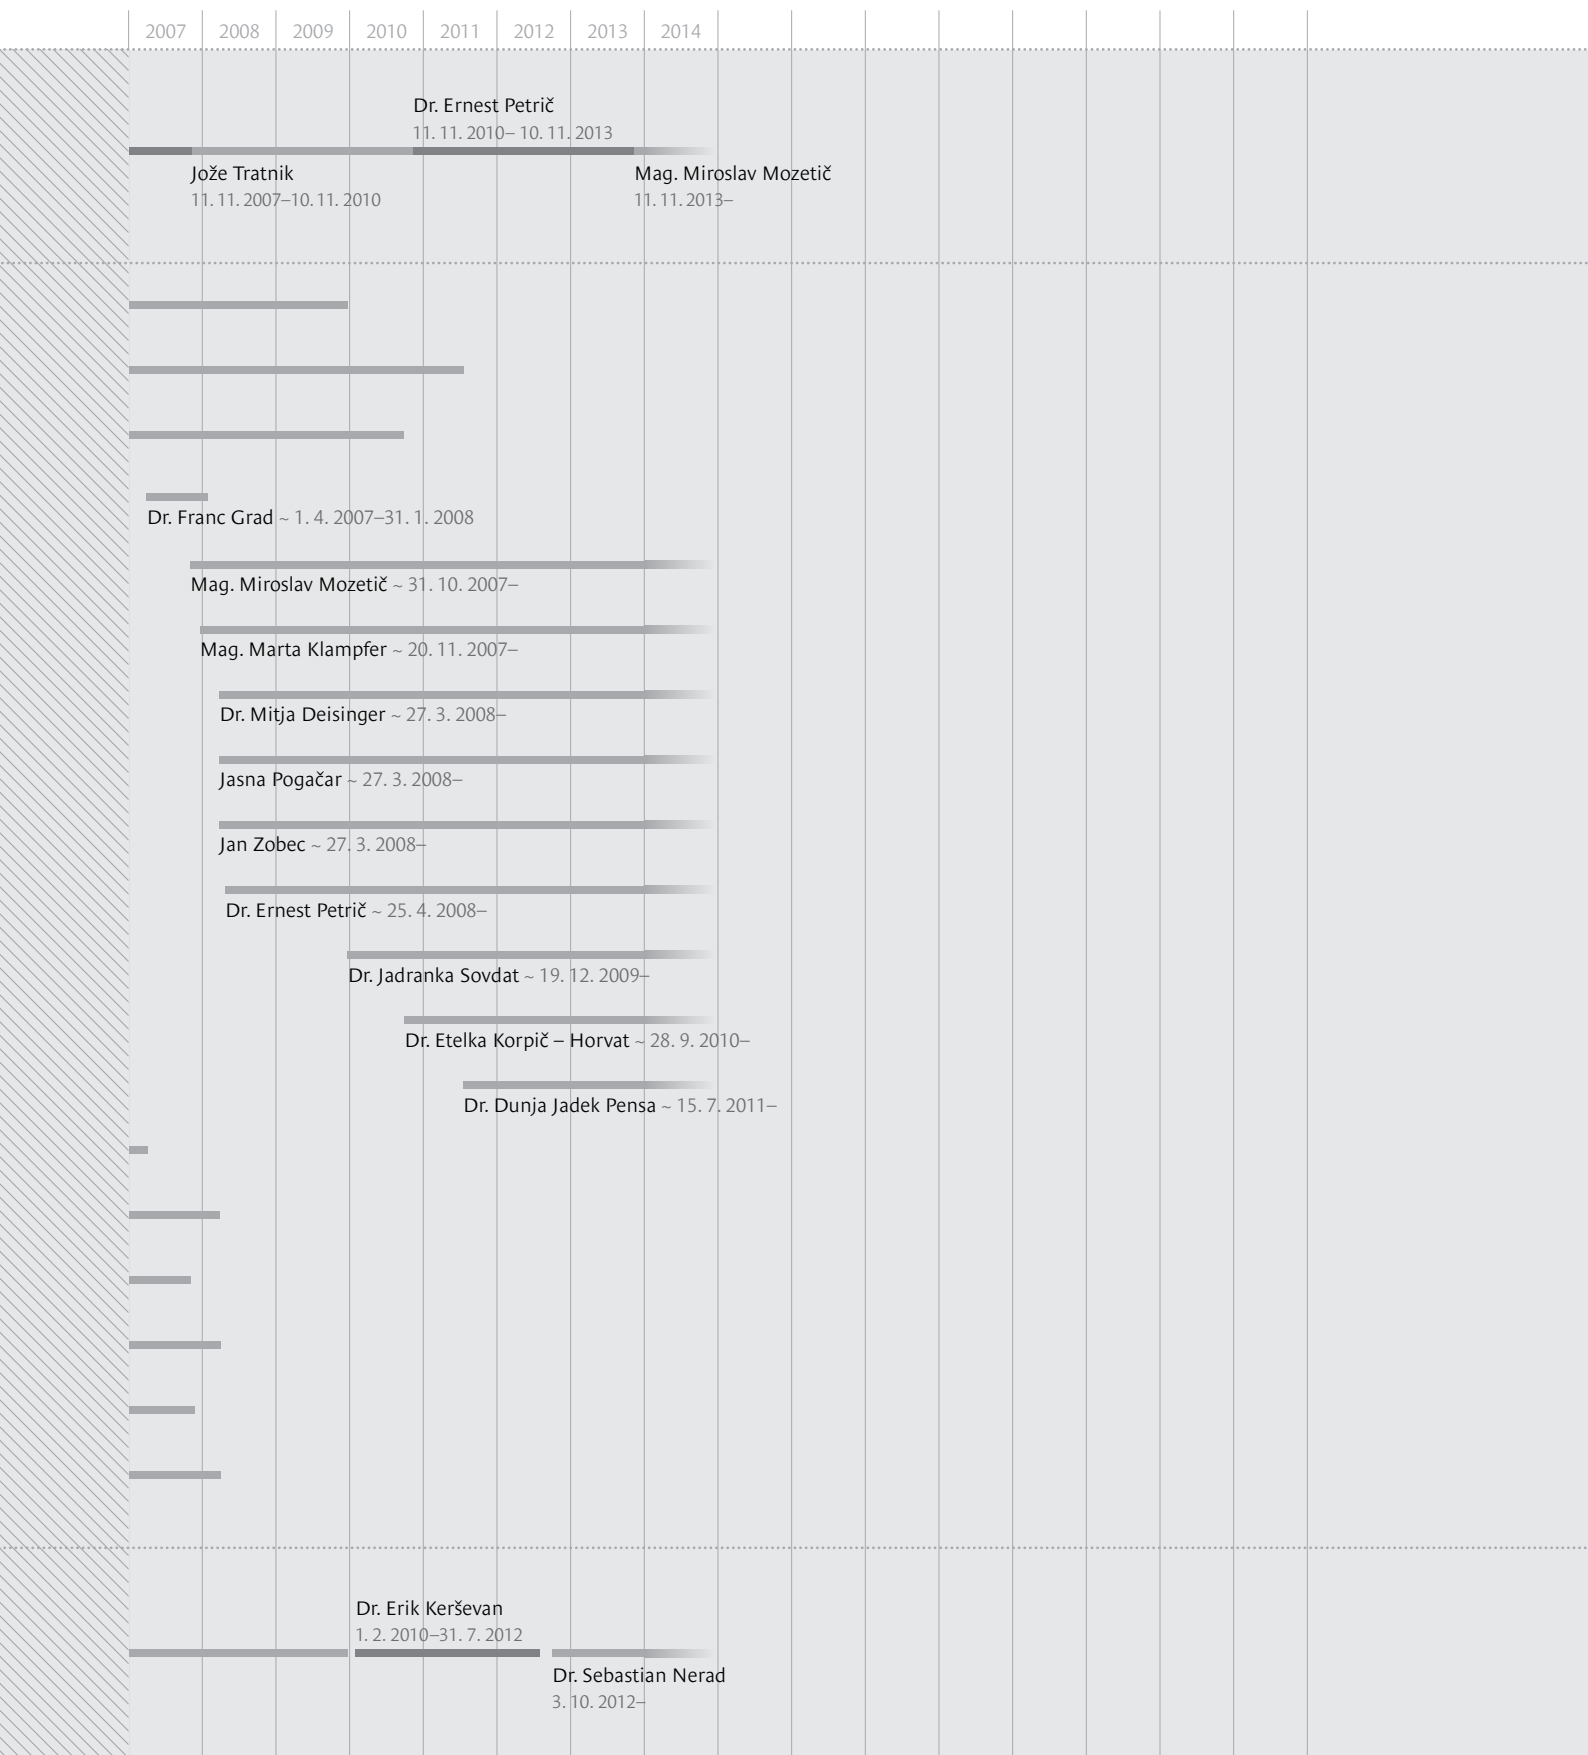 2007 2008 2009 2010 2011 2012 2013 2014
Dr. Ernest Petrič
11. 11. 2010– 10. 11. 2013
Jože Tratnik
11. 11. 2007–10. 11. 2010
Mag. Miroslav Mozetič
11. 11. 2013–
Dr. Franc Grad ~ 1. 4. 2007–31. 1. 2008
Mag. Miroslav Mozetič ~ 31. 10. 2007–
Mag. Marta Klampfer ~ 20. 11. 2007–
Dr. Mitja Deisinger ~ 27. 3. 2008–
Jasna Pogačar ~ 27. 3. 2008–
Jan Zobec ~ 27. 3. 2008–
Dr. Ernest Petrič ~ 25. 4. 2008–
Dr. Jadranka Sovdat ~ 19. 12. 2009–
Dr. Etelka Korpič – Horvat ~ 28. 9. 2010–
Dr. Dunja Jadek Pensa ~ 15. 7. 2011–
Dr. Erik Kerševan
1. 2. 2010–31. 7. 2012
Dr. Sebastian Nerad
3. 10. 2012–